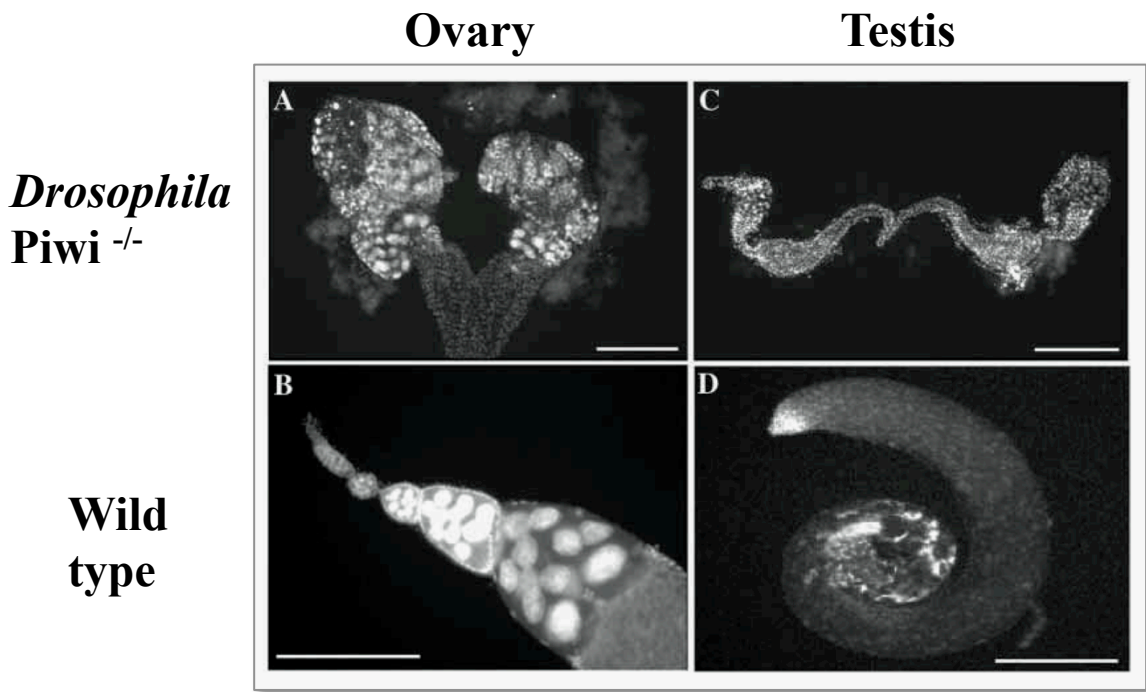 Ovary
Testis
Drosophila
Piwi -/-
A
C
Wild
type
B
D